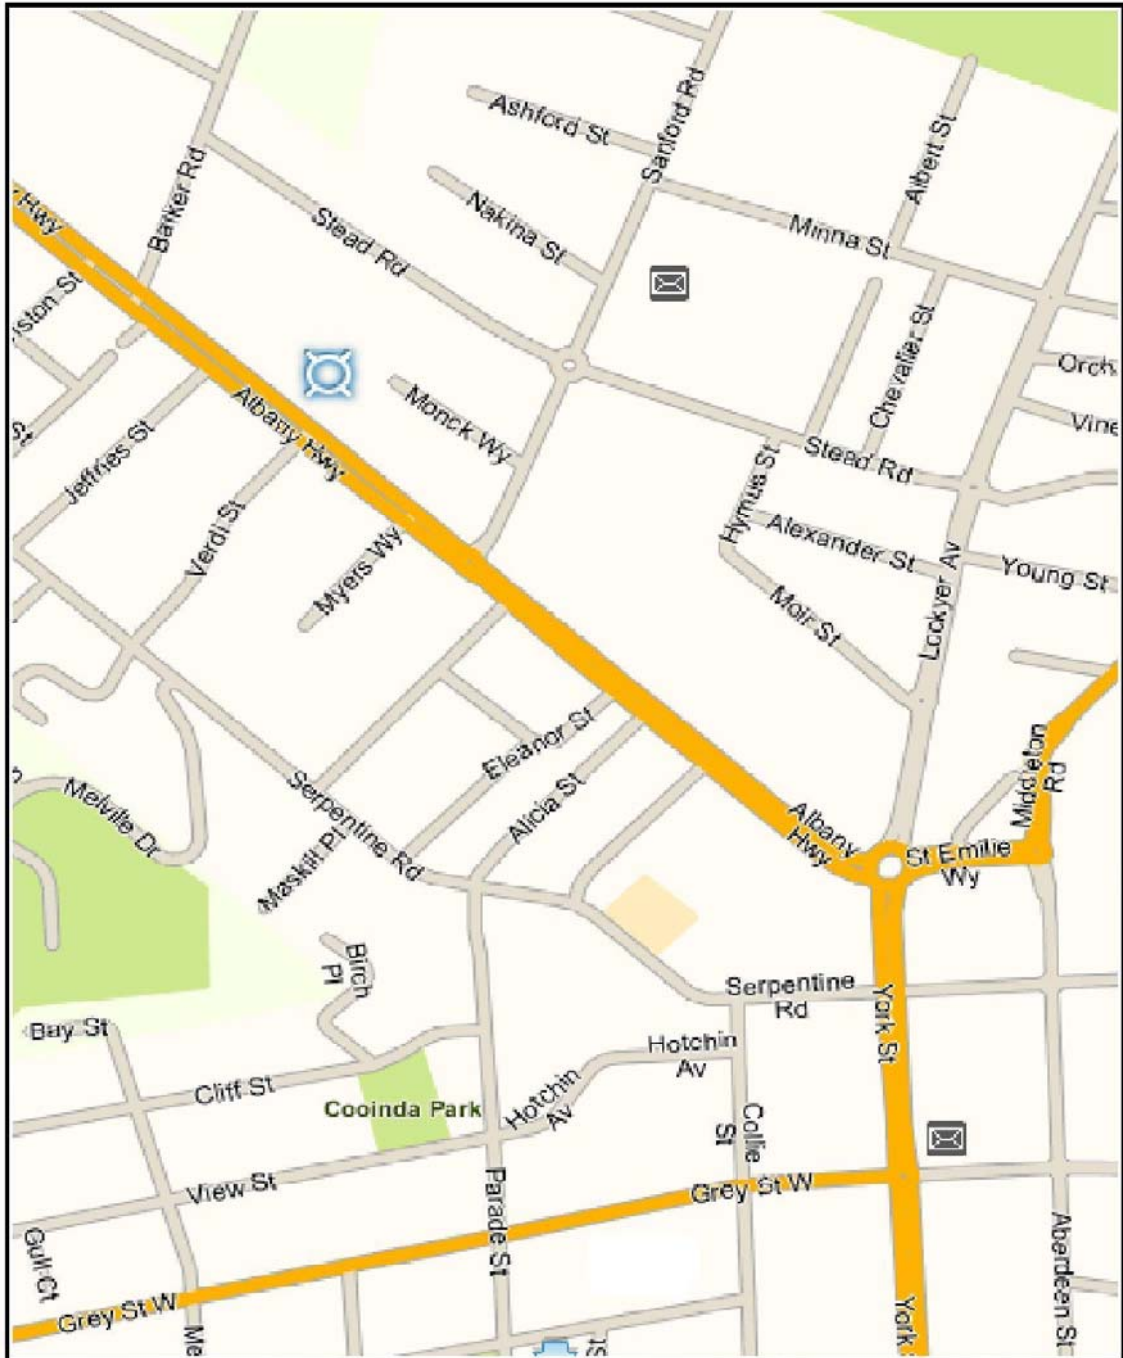 Ashford St
Sanford Rd
Albert St
Barker Rd
Hwy
Nakina St
Stead Rd
Minna St
Chevalier St
Orch
Vine
Monck Wy
Albany Hwy
Jeffries St
Verdi St
Myers Wy
Stead Rd
Hymus St
Alexander St
Young St
Lockyer Av
Moir St
St
Eleanor St
Alicia St
Middleton
Rd
Melville Dr
Serpentine Rd
Maskill Pl
Albany
Hwy
St Emilie
Wy
Birch
Pl
Serpentine
Rd
York St
Bay St
Hotchin
Av
Cliff St
Cooinda Park
Hotchin
Av
Collie
St
View St
Parade St
Grey St W
Gull Ct
Grey St W
Me
York
Aberdeen St
St